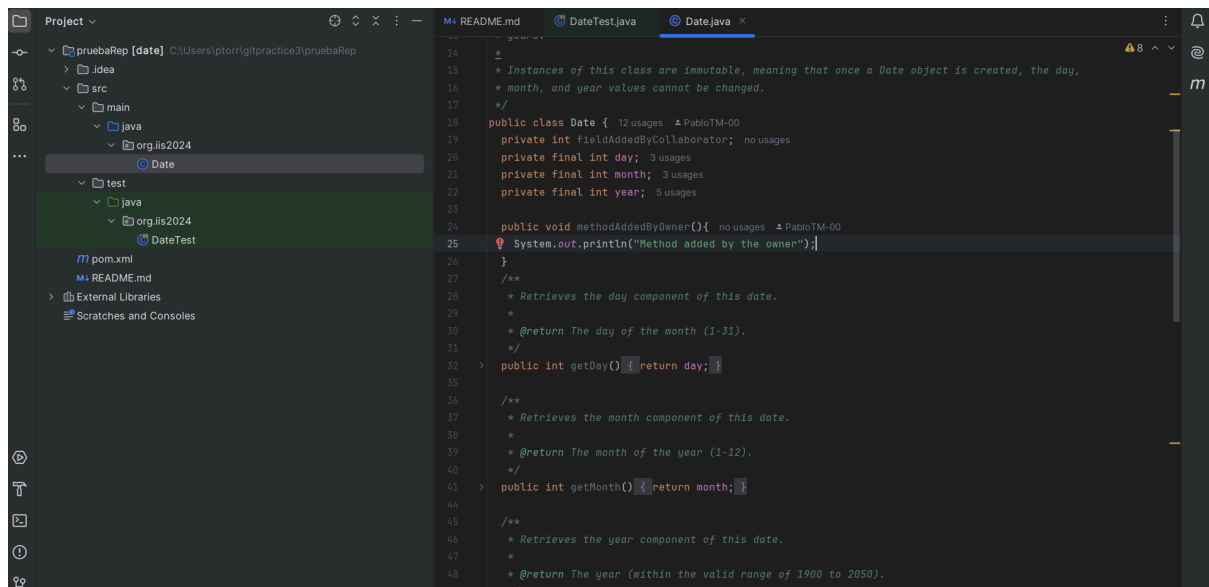 Project
pruebaRep [date] C:\Users\ptorr\gitpractice3\pruebaRep
.idea
src
main
java
org.iis2024
Date
test
java
org.iis2024
DateTest
m pom.xml
M↓ README.md
External Libraries
Scratches and Consoles
M↓ README.md DateTest.java Date.java ×
8
m
14 *
15 * Instances of this class are immutable, meaning that once a Date object is created, the day,
16 * month, and year values cannot be changed.
17 */
18 public class Date { 12 usages PabloTM-00
19 private int fieldAddedByCollaborator; no usages
20 private final int day; 3 usages
21 private final int month; 3 usages
22 private final int year; 5 usages
23
24 public void methodAddedByOwner(){ no usages PabloTM-00
25 System.out.println("Method added by the owner");
26 }
27 /**
28 * Retrieves the day component of this date.
29 *
30 * @return The day of the month (1-31).
31 */
32 public int getDay() { return day; }
35
36 /**
37 * Retrieves the month component of this date.
38 *
39 * @return The month of the year (1-12).
40 */
41 public int getMonth() { return month; }
44
45 /**
46 * Retrieves the year component of this date.
47 *
48 * @return The year (within the valid range of 1900 to 2050).